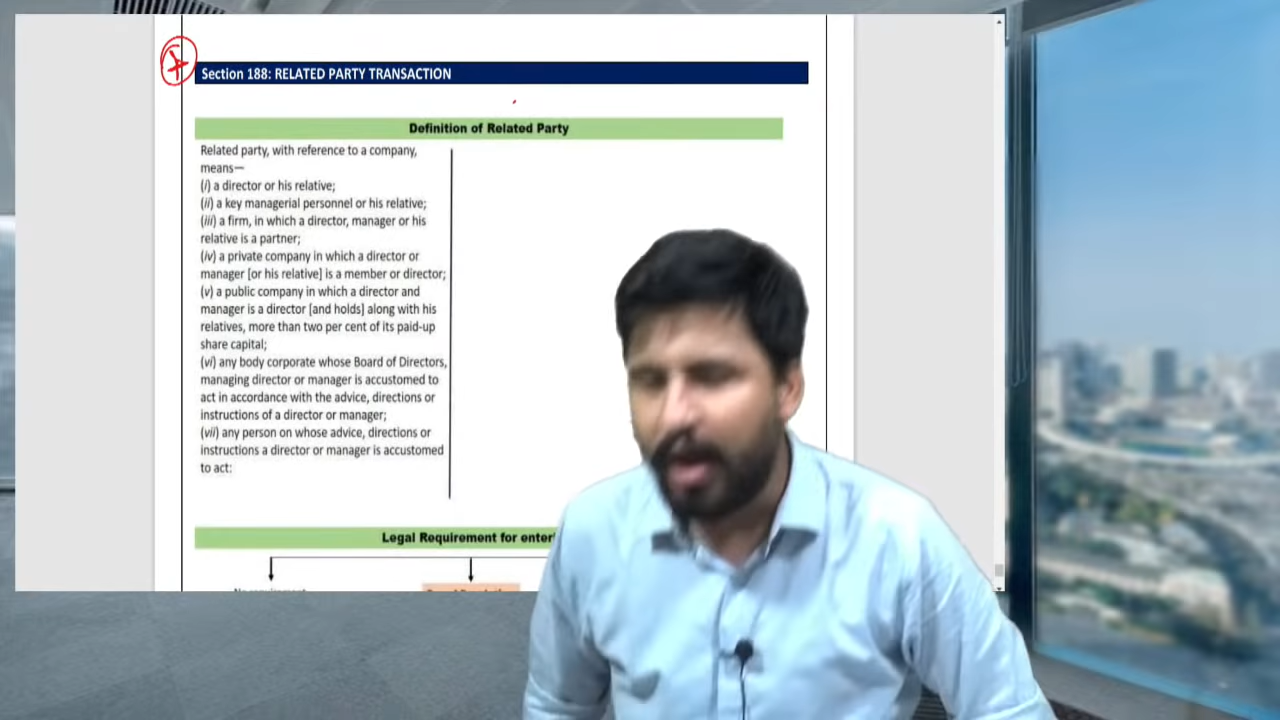 Section 188: RELATED PARTY TRANSACTION
Definition of Related Party
Related party, with reference to a company,
means—
(i) a director or his relative;
(ii) a key managerial personnel or his relative;
(iii) a firm, in which a director, manager or his
relative is a partner;
(iv) a private company in which a director or
manager [or his relative] is a member or director;
(v) a public company in which a director and
manager is a director [and holds] along with his
relatives, more than two per cent of its paid-up
share capital;
(vi) any body corporate whose Board of Directors,
managing director or manager is accustomed to
act in accordance with the advice, directions or
instructions of a director or manager;
(vii) any person on whose advice, directions or
instructions a director or manager is accustomed
to act:
Legal Requirement for